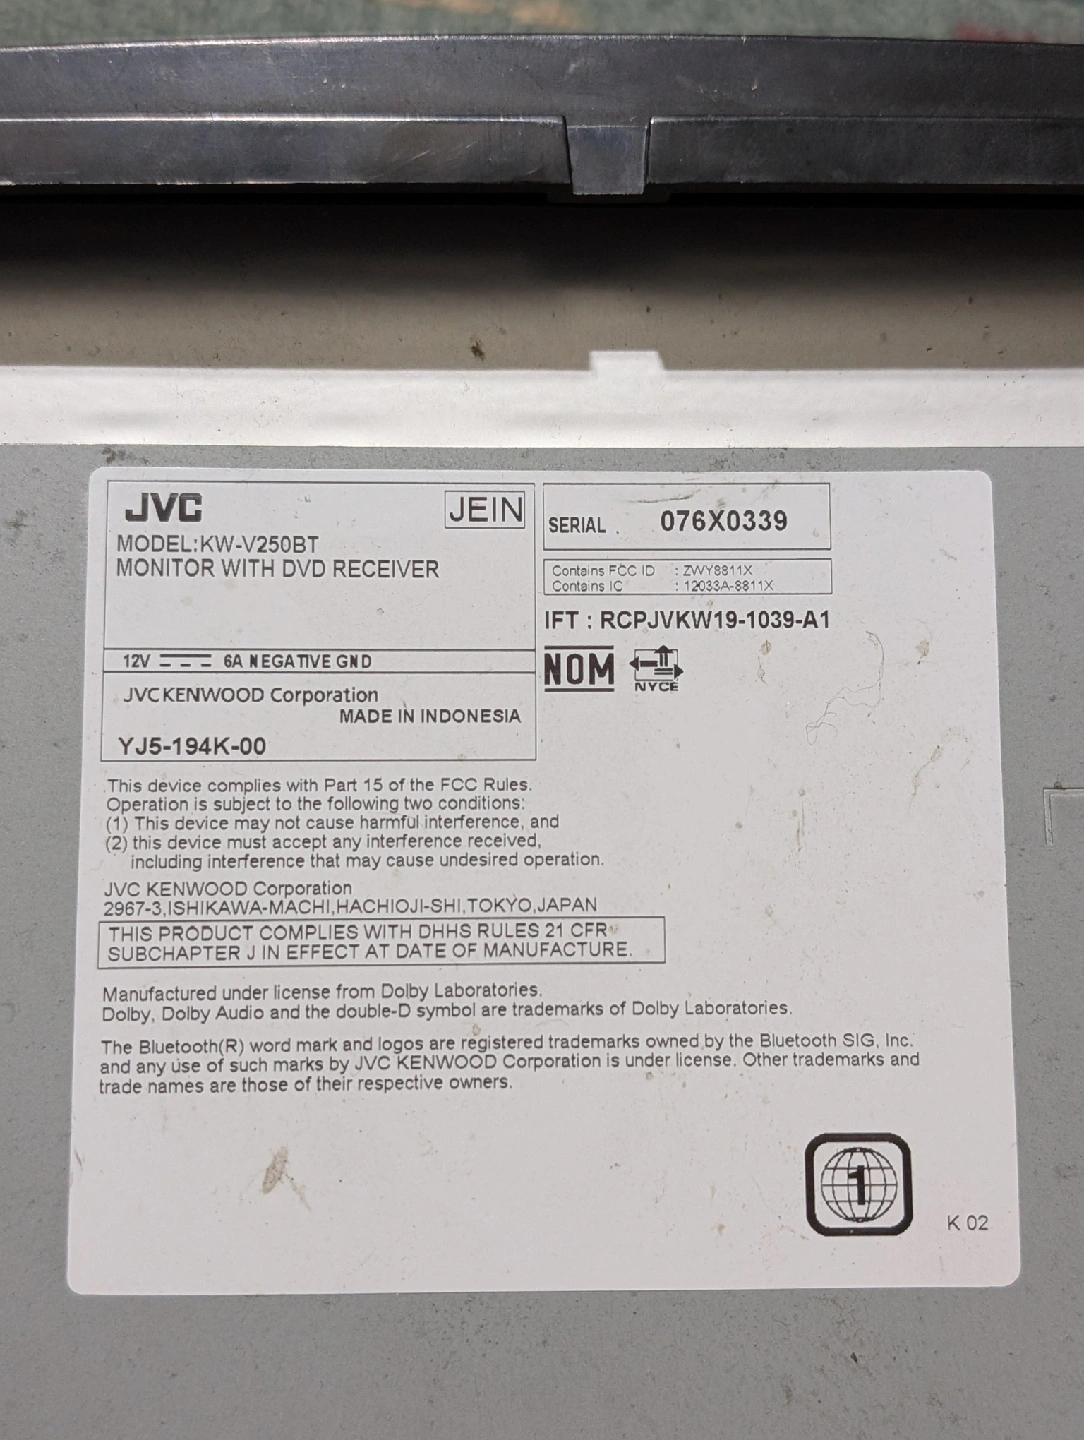 JVC
JEIN
MODEL:KW-V250BT
MONITOR WITH DVD RECEIVER
12V 6A NEGATIVE GND
JVC KENWOOD Corporation
MADE IN INDONESIA
YJ5-194K-00
SERIAL . 076X0339
Contains FCC ID : ZWY8811X
Contains IC : 12033A-8811X
IFT : RCPJVKW19-1039-A1
NOM
NYCE
This device complies with Part 15 of the FCC Rules.
Operation is subject to the following two conditions:
(1) This device may not cause harmful interference, and
(2) this device must accept any interference received,
including interference that may cause undesired operation.
JVC KENWOOD Corporation
2967-3,ISHIKAWA-MACHI,HACHIOJI-SHI,TOKYO,JAPAN
THIS PRODUCT COMPLIES WITH DHHS RULES 21 CFR
SUBCHAPTER J IN EFFECT AT DATE OF MANUFACTURE.
Manufactured under license from Dolby Laboratories.
Dolby, Dolby Audio and the double-D symbol are trademarks of Dolby Laboratories.
The Bluetooth(R) word mark and logos are registered trademarks owned by the Bluetooth SIG, Inc.
and any use of such marks by JVC KENWOOD Corporation is under license. Other trademarks and
trade names are those of their respective owners.
1
K 02